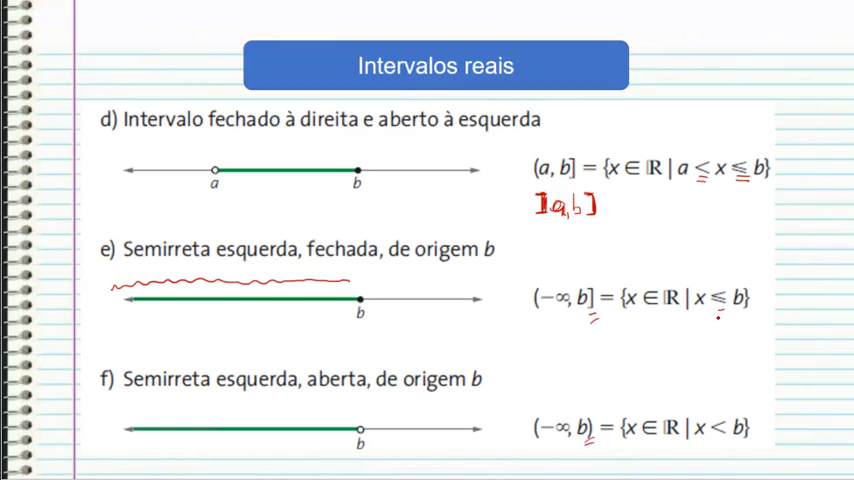 Intervalos reais
d) Intervalo fechado à direita e aberto à esquerda
a b
(a, b] = {x ∈ ℝ | a < x ⩽ b}
]a,b]
e) Semirreta esquerda, fechada, de origem b
b
(−∞, b] = {x ∈ ℝ | x ⩽ b}
f) Semirreta esquerda, aberta, de origem b
b
(−∞, b) = {x ∈ ℝ | x < b}